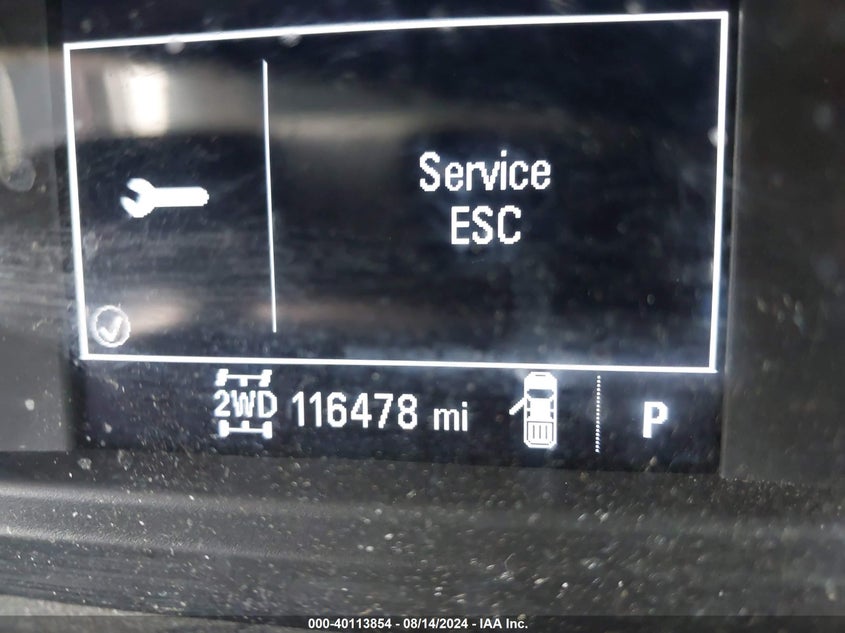 Service
ESC
2WD 116478 mi P
000-40113854 - 08/14/2024 - IAA Inc.